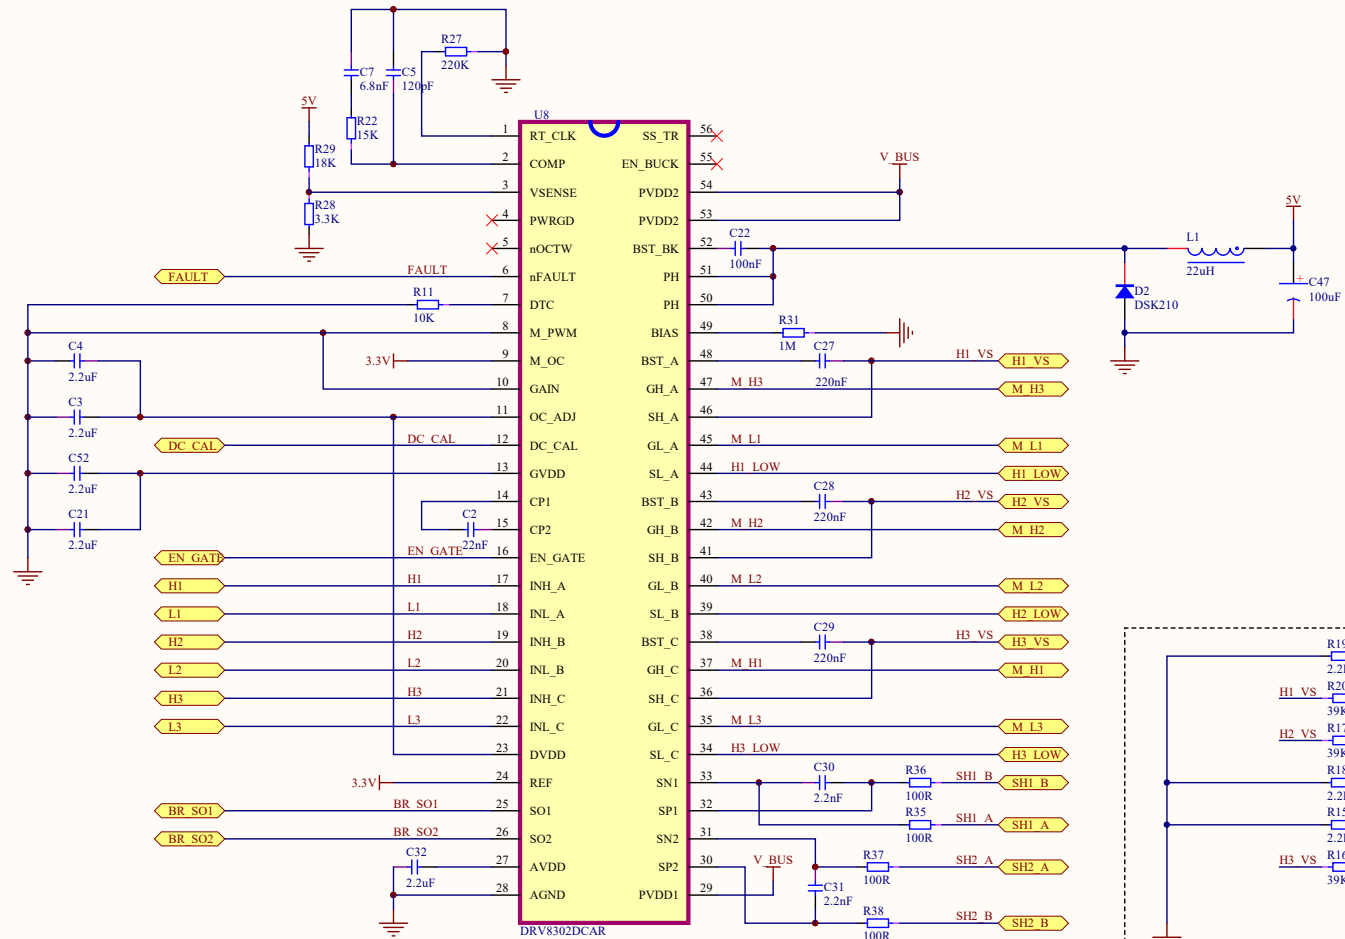 R27
220K
C7
6.8nF
C5
120pF
5V
R22
15K
R29
18K
R28
3.3K
U8
1 RT_CLK SS_TR 56
2 COMP EN_BUCK 55
3 VSENSE PVDD2 54
4 PWRGD PVDD2 53
5 nOCTW BST_BK 52
6 nFAULT PH 51
7 DTC PH 50
8 M_PWM BIAS 49
9 M_OC BST_A 48
10 GAIN GH_A 47
11 OC_ADJ SH_A 46
12 DC_CAL GL_A 45
13 GVDD SL_A 44
14 CP1 BST_B 43
15 CP2 GH_B 42
16 EN_GATE SH_B 41
17 INH_A GL_B 40
18 INL_A SL_B 39
19 INH_B BST_C 38
20 INL_B GH_C 37
21 INH_C SH_C 36
22 INL_C GL_C 35
23 DVDD SL_C 34
24 REF SN1 33
25 SO1 SP1 32
26 SO2 SN2 31
27 AVDD SP2 30
28 AGND PVDD1 29
DRV8302DCAR
FAULT FAULT
R11
10K
3.3V
C4
2.2uF
C3
2.2uF
DC_CAL DC_CAL
C52
2.2uF
C21
2.2uF
C2
22nF
EN_GATE EN_GATE
H1 H1
L1 L1
H2 H2
L2 L2
H3 H3
L3 L3
3.3V
BR_SO1 BR_SO1
BR_SO2 BR_SO2
C32
2.2uF
V_BUS
C22
100nF
5V
L1
22uH
D2
DSK210
+
C47
100uF
R31
1M
C27
220nF
H1_VS H1_VS
M_H3 M_H3
M_L1 M_L1
H1_LOW H1_LOW
C28
220nF
H2_VS H2_VS
M_H2 M_H2
M_L2 M_L2
H2_LOW
C29
220nF
H3_VS H3_VS
M_H1 M_H1
M_L3 M_L3
H3_LOW H3_LOW
C30
2.2nF
R36
100R
SH1_B SH1_B
R35
100R
SH1_A SH1_A
V_BUS
R37
100R
SH2_A SH2_A
C31
2.2nF
R38
100R
SH2_B SH2_B
H1_VS
R17
H2_VS
R18
R15
H3_VS
R16